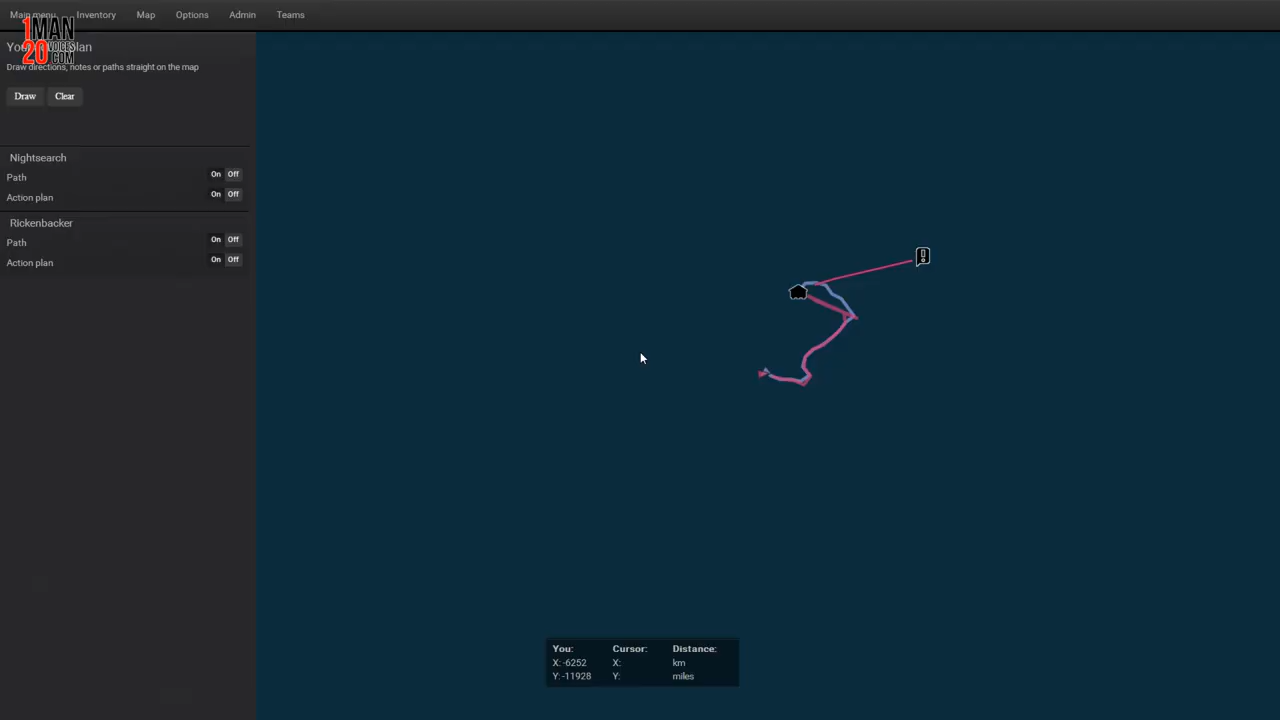 Main menu Inventory Map Options Admin Teams
1MAN
20 VOICES
.COM
plan
Draw directions, notes or paths straight on the map
Draw Clear
Nightsearch
Path On Off
Action plan On Off
Rickenbacker
Path On Off
Action plan On Off
You: Cursor: Distance:
X: -6252 X: km
Y: -11928 Y: miles